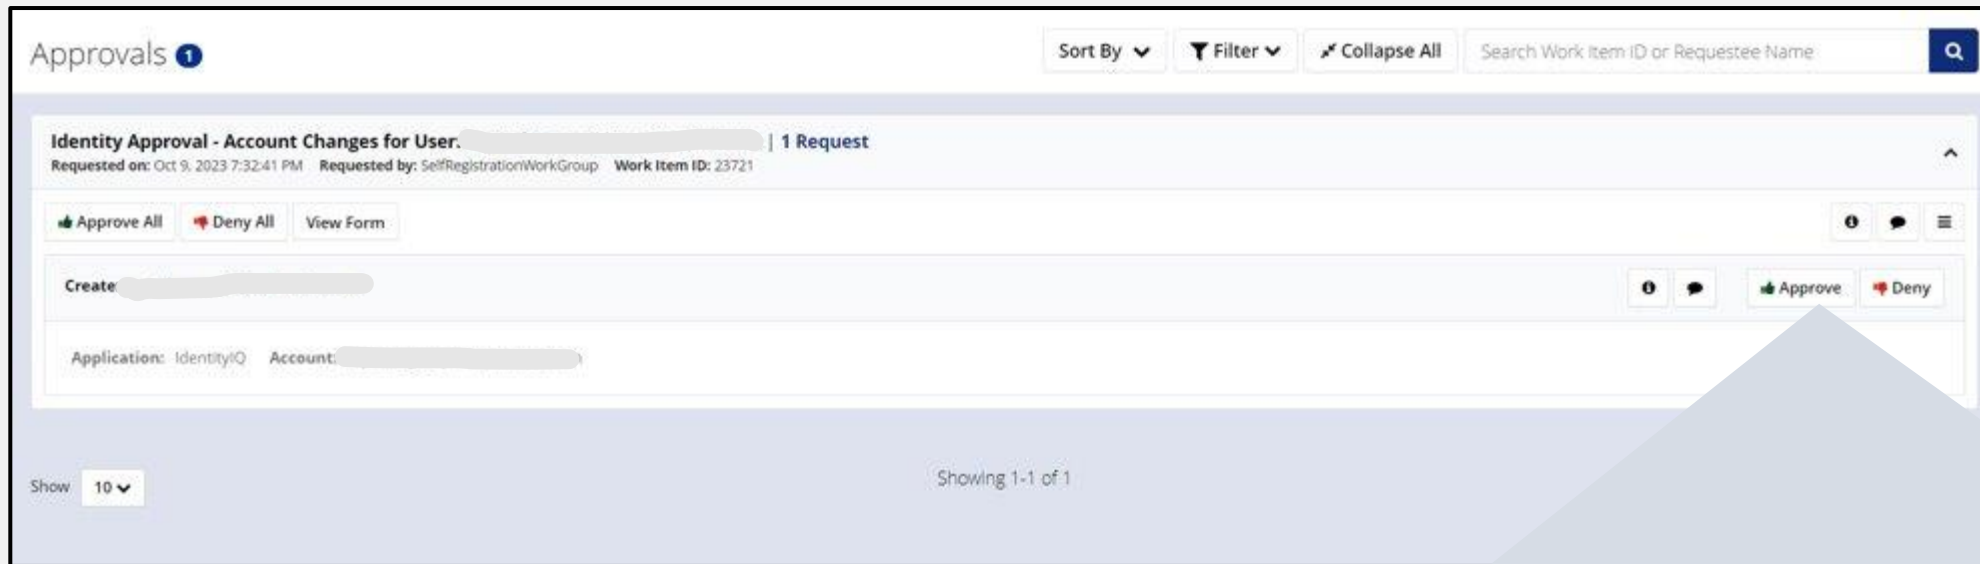 Approvals 1
Sort By Filter Collapse All Search Work Item ID or Requestee Name
Identity Approval - Account Changes for User: | 1 Request
Requested on: Oct 9, 2023 7:32:41 PM Requested by: SelfRegistrationWorkGroup Work Item ID: 23721
Approve All Deny All View Form
Create
Approve Deny
Application: IdentityIQ Account:
Show 10
Showing 1-1 of 1